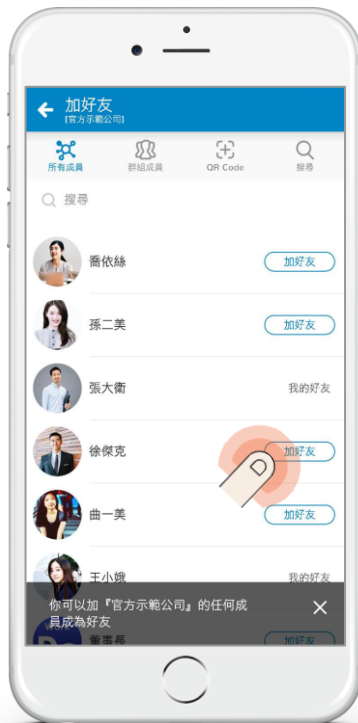 加好友
[官方示範公司]
所有成員 群組成員 QR Code 搜尋
搜尋
喬依絲 加好友
孫二美 加好友
張大衛 我的好友
徐傑克 加好友
曲一美 加好友
王小娥 我的好友
你可以加『官方示範公司』的任何成
員成為好友
董事長 加好友